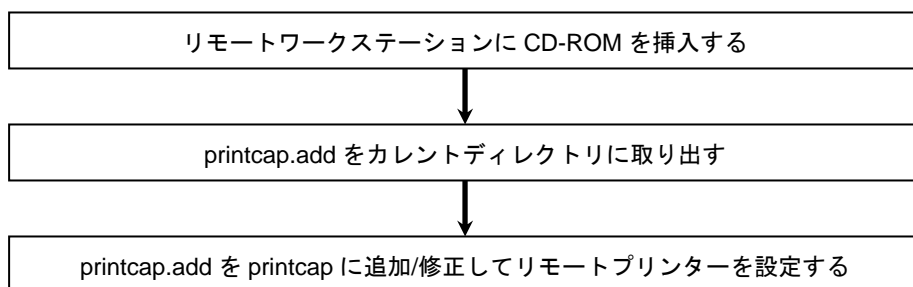 リモートワークステーションに CD-ROM を挿入する
printcap.add をカレントディレクトリに取り出す
printcap.add を printcap に追加/修正してリモートプリンターを設定する